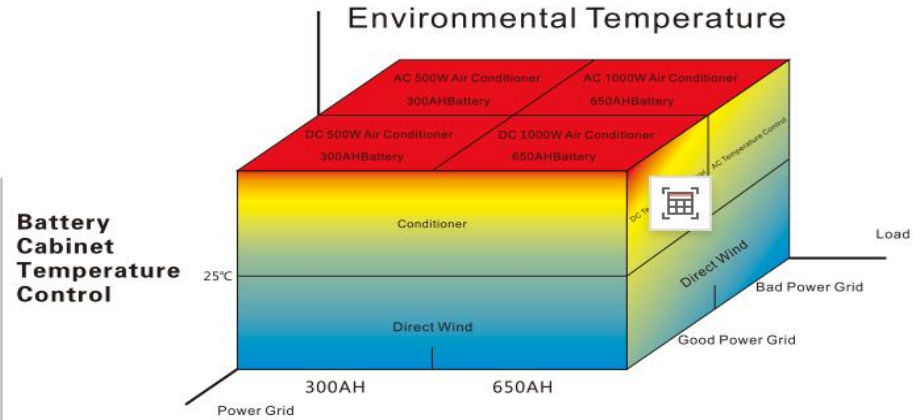 Environmental Temperature
AC 500W Air Conditioner
300AHBattery
AC 1000W Air Conditioner
650AHBattery
DC 500W Air Conditioner
300AHBattery
DC 1000W Air Conditioner
650AHBattery
Battery
Cabinet
Temperature
Control
Conditioner
25℃
Direct Wind
DC
AC Temperature Control
Direct Wind
Load
Bad Power Grid
Good Power Grid
300AH
650AH
Power Grid